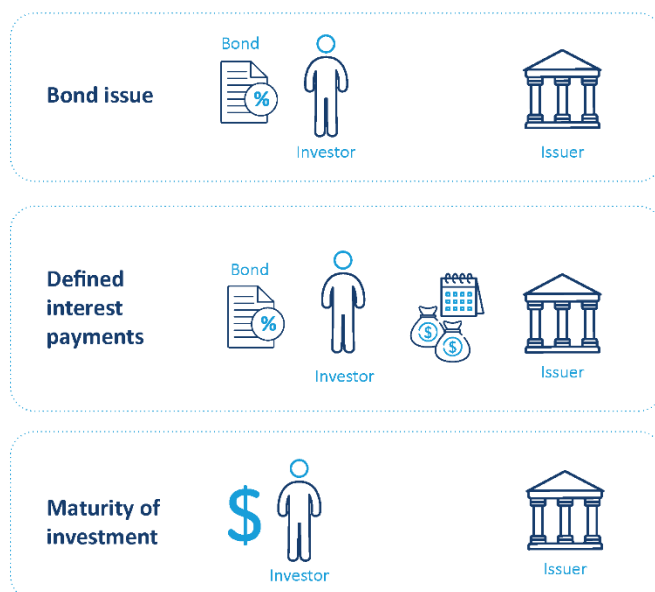 Bond
Bond issue
%
Investor
Issuer
Bond
Defined
interest
payments
%
$
$
Investor
Issuer
Maturity of
investment
$
Investor
Issuer